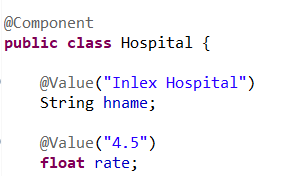 @Component
public class Hospital {
@Value("Inlex Hospital")
String hname;
@Value("4.5")
float rate;